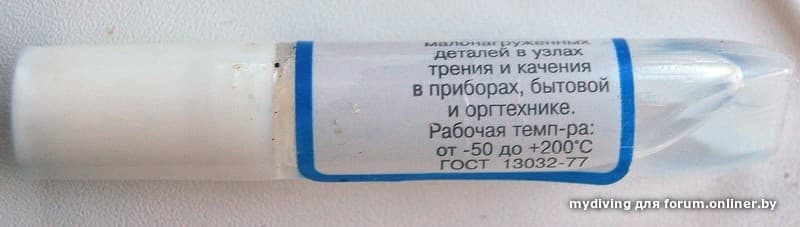 малонагруженных
деталей в узлах
трения и качения
в приборах, бытовой
и оргтехнике.
Рабочая темп-ра:
от -50 до +200°С
ГОСТ 13032-77
mydiving для forum.onliner.by